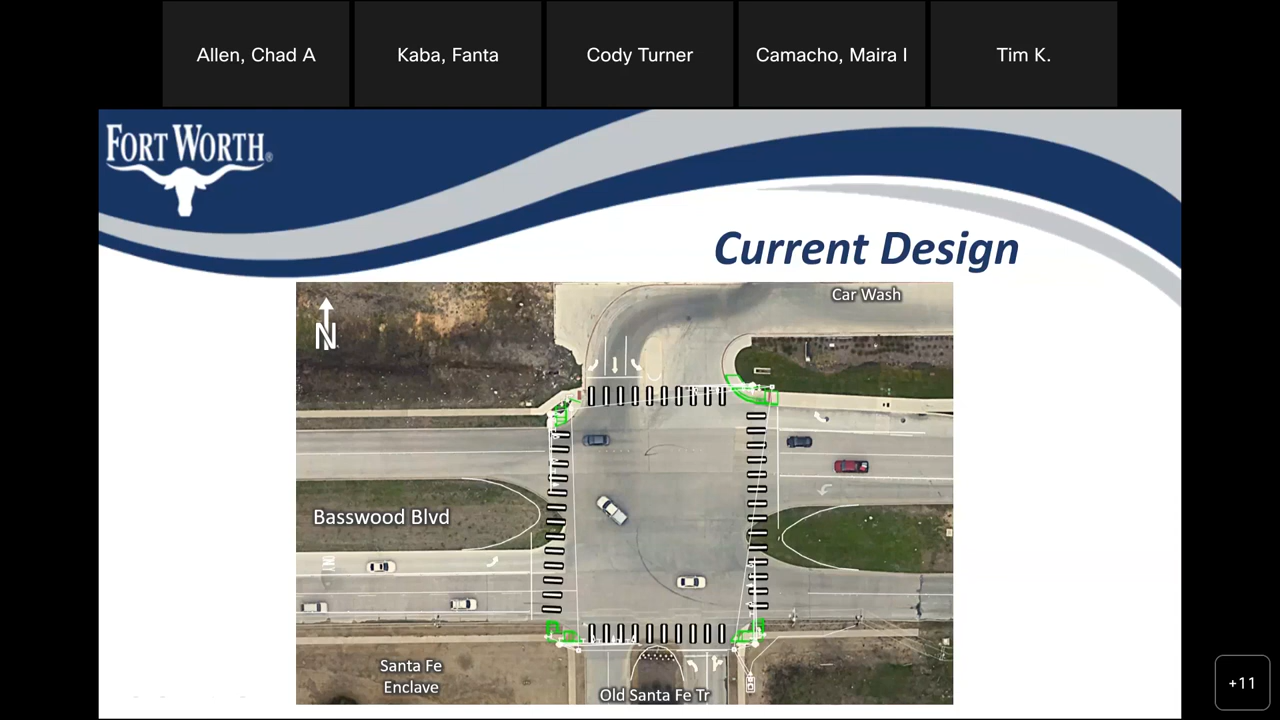 Allen, Chad A
Kaba, Fanta
Cody Turner
Camacho, Maira I
Tim K.
FORT WORTH®
Current Design
Car Wash
N
Basswood Blvd
Santa Fe
Enclave
Old Santa Fe Tr
+11